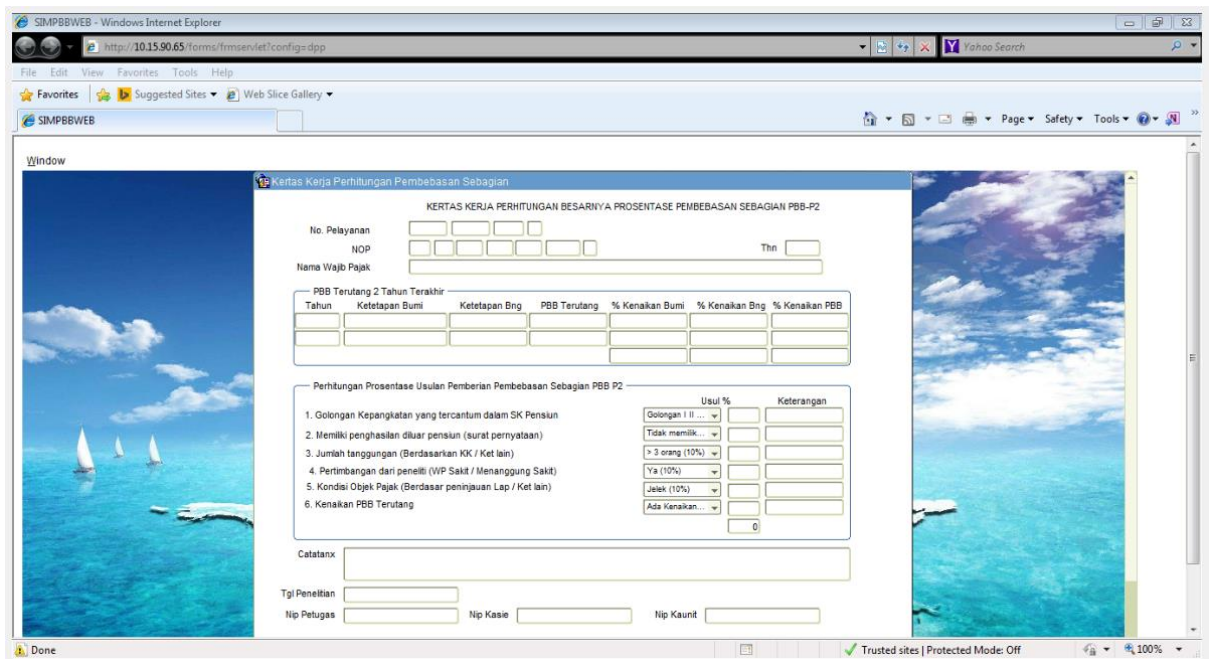 SIMPBBWEB - Windows Internet Explorer
http://10.15.90.65/forms/frmservlet?config=dpp
Yahoo Search
File Edit View Favorites Tools Help
Favorites Suggested Sites Web Slice Gallery
SIMPBBWEB Page Safety Tools
Window
Kertas Kerja Perhitungan Pembebasan Sebagian
KERTAS KERJA PERHITUNGAN BESARNYA PROSENTASE PEMBEBASAN SEBAGIAN PBB-P2
No. Pelayanan
NOP Thn
Nama Wajib Pajak
PBB Terutang 2 Tahun Terakhir
Tahun Ketetapan Bumi Ketetapan Bng PBB Terutang % Kenaikan Bumi % Kenaikan Bng % Kenaikan PBB
Perhitungan Prosentase Usulan Pemberian Pembebasan Sebagian PBB P2
Usul % Keterangan
1. Golongan Kepangkatan yang tercantum dalam SK Pensiun Golongan I II ...
2. Memiliki penghasilan diluar pensiun (surat pernyataan) Tidak memilik...
3. Jumlah tanggungan (Berdasarkan KK / Ket lain) > 3 orang (10%)
4. Pertimbangan dari peneliti (WP Sakit / Menanggung Sakit) Ya (10%)
5. Kondisi Objek Pajak (Berdasar peninjauan Lap / Ket lain) Jelek (10%)
6. Kenaikan PBB Terutang Ada Kenaikan...
0
Catatanx
Tgl Penelitian
Nip Petugas Nip Kasie Nip Kaunit
Done Trusted sites | Protected Mode: Off 100%